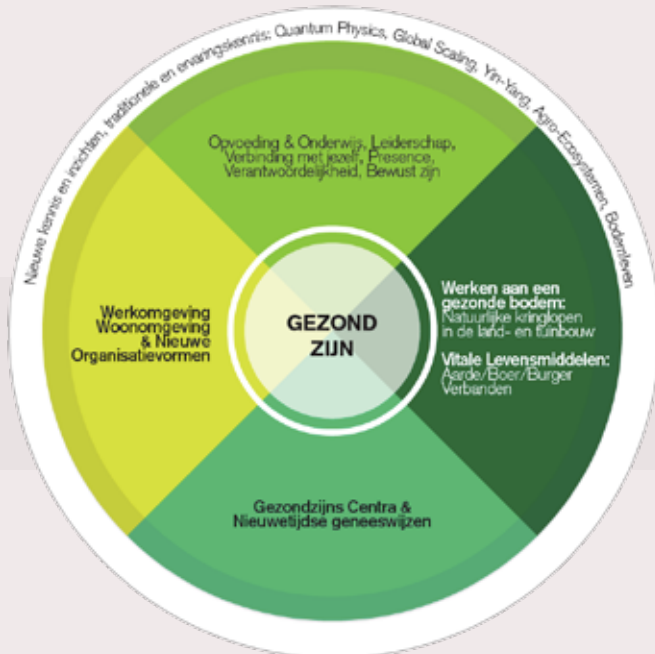 Nieuwe kennis en inzichten, traditionele en ervaringskennis: Quantum Physics, Global Scaling, Yin-Yang, Agro-Ecosystemen, Bodemleven
Opvoeding & Onderwijs, Leiderschap,
Verbinding met jezelf, Presence,
Verantwoordelijkheid, Bewust zijn
Werkomgeving
Woonomgeving
& Nieuwe
Organisatievormen
GEZOND
ZIJN
Werken aan een
gezonde bodem:
Natuurlijke kringlopen
in de land- en tuinbouw
Vitale Levensmiddelen:
Aarde/Boer/Burger
Verbanden
Gezondzijns Centra &
Nieuwetijdse geneeswijzen